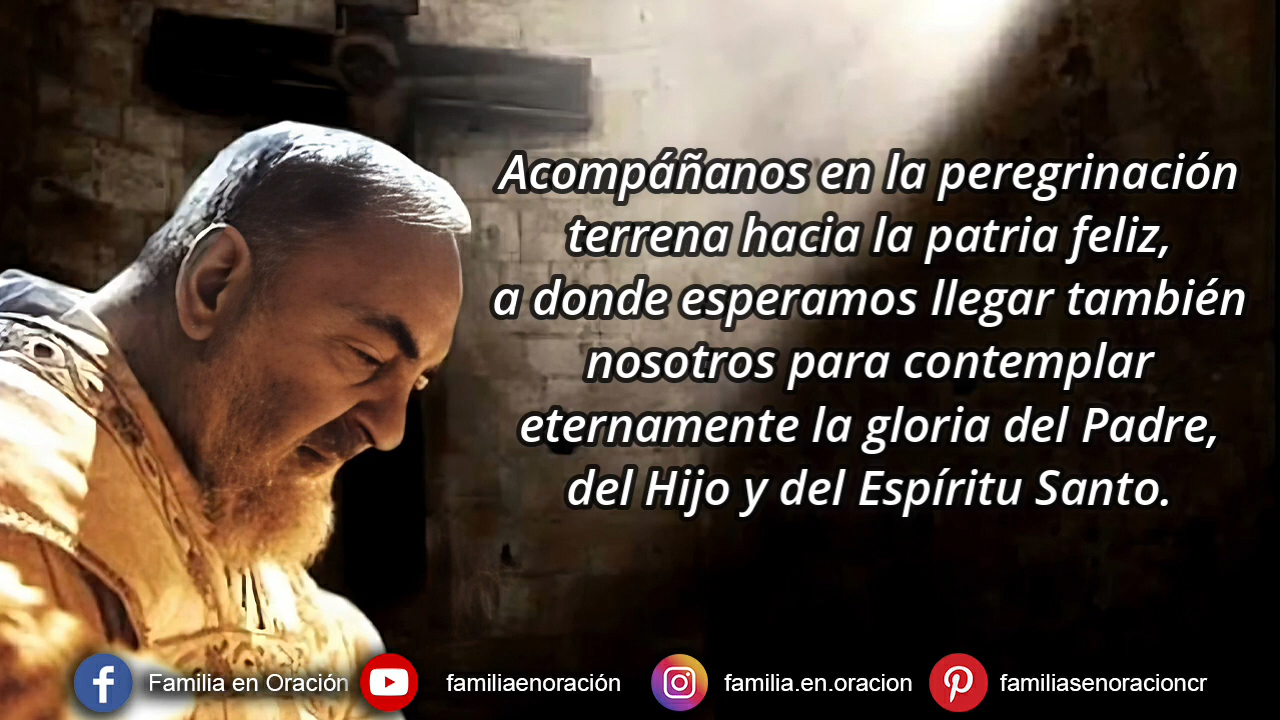 Acompáñanos en la peregrinación
terrena hacia la patria feliz,
a donde esperamos llegar también
nosotros para contemplar
eternamente la gloria del Padre,
del Hijo y del Espíritu Santo.
Familia en Oración familiaenoración familia.en.oracion familiasenoracioncr